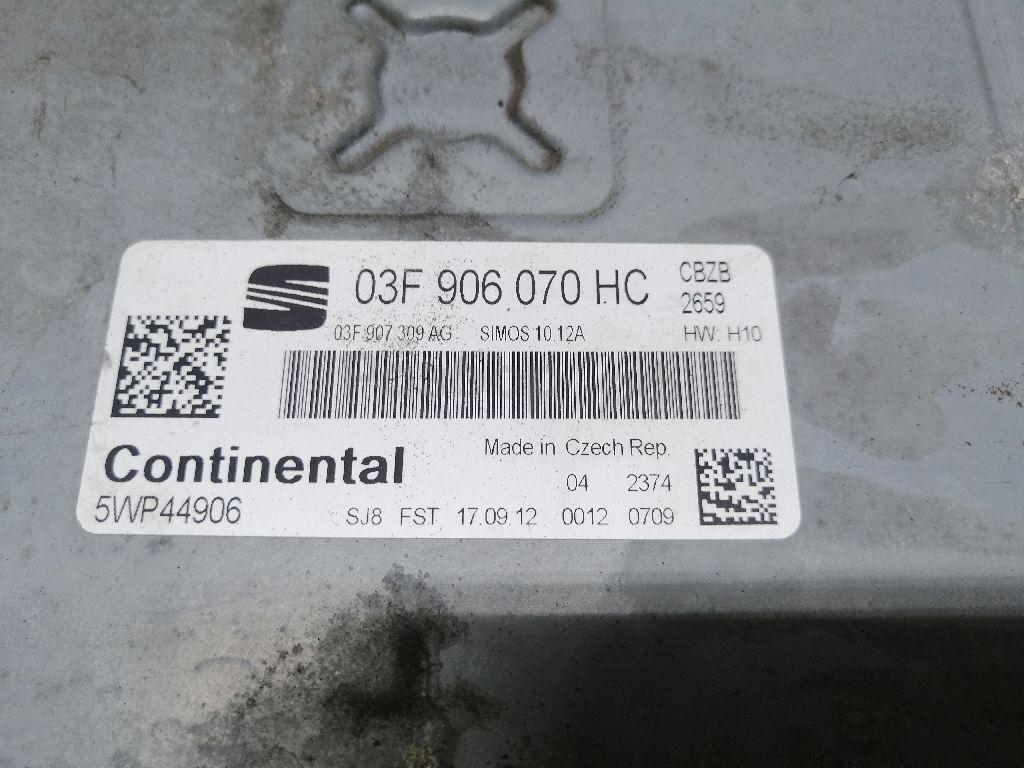 03F 906 070 HC
CBZB
2659
03F 907 309 AG SIMOS 10.12A HW: H10
Continental
Made in Czech Rep.
04 2374
5WP44906
SJ8 FST 17.09.12 0012 0709